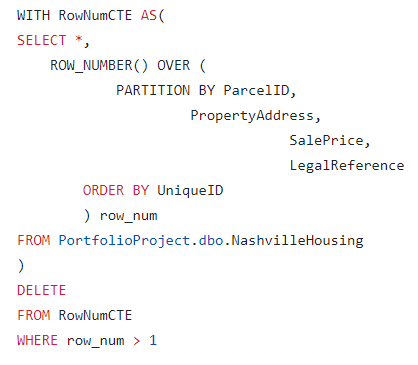 WITH RowNumCTE AS(
SELECT *,
ROW_NUMBER() OVER (
PARTITION BY ParcelID,
PropertyAddress,
SalePrice,
LegalReference
ORDER BY UniqueID
) row_num
FROM PortfolioProject.dbo.NashvilleHousing
)
DELETE
FROM RowNumCTE
WHERE row_num > 1